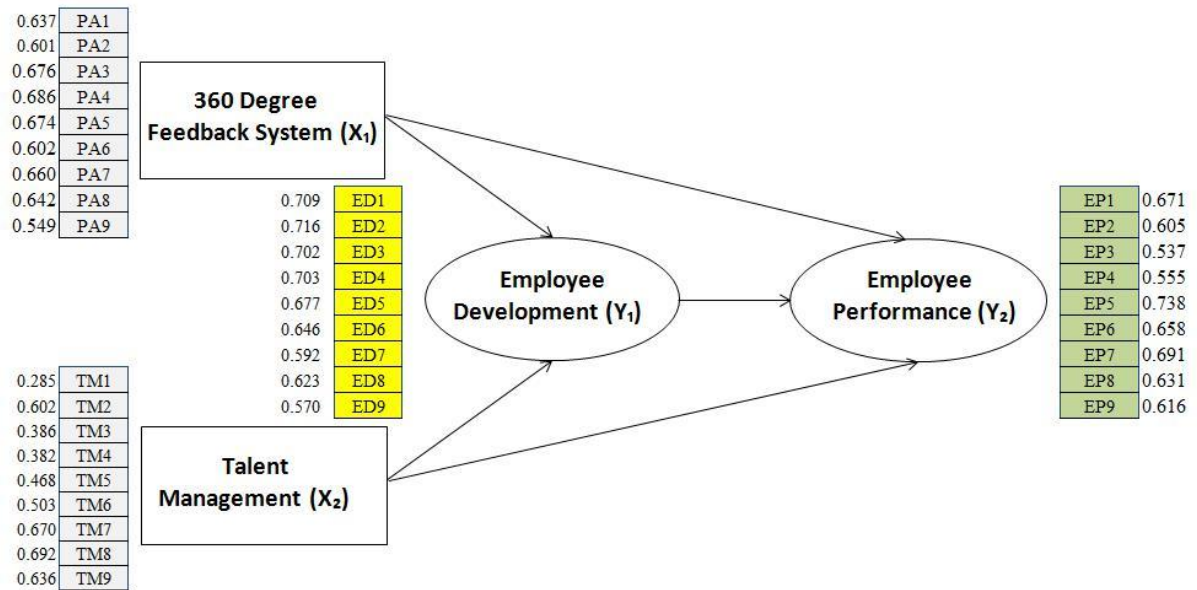 0.637 PA1
0.601 PA2
0.676 PA3
0.686 PA4
0.674 PA5
0.602 PA6
0.660 PA7
0.642 PA8
0.549 PA9
360 Degree
Feedback System (X₁)
0.709 ED1
0.716 ED2
0.702 ED3
0.703 ED4
0.677 ED5
0.646 ED6
0.592 ED7
0.623 ED8
0.570 ED9
Employee
Development (Y₁)
Employee
Performance (Y₂)
EP1 0.671
EP2 0.605
EP3 0.537
EP4 0.555
EP5 0.738
EP6 0.658
EP7 0.691
EP8 0.631
EP9 0.616
0.285 TM1
0.602 TM2
0.386 TM3
0.382 TM4
0.468 TM5
0.503 TM6
0.670 TM7
0.692 TM8
0.636 TM9
Talent
Management (X₂)